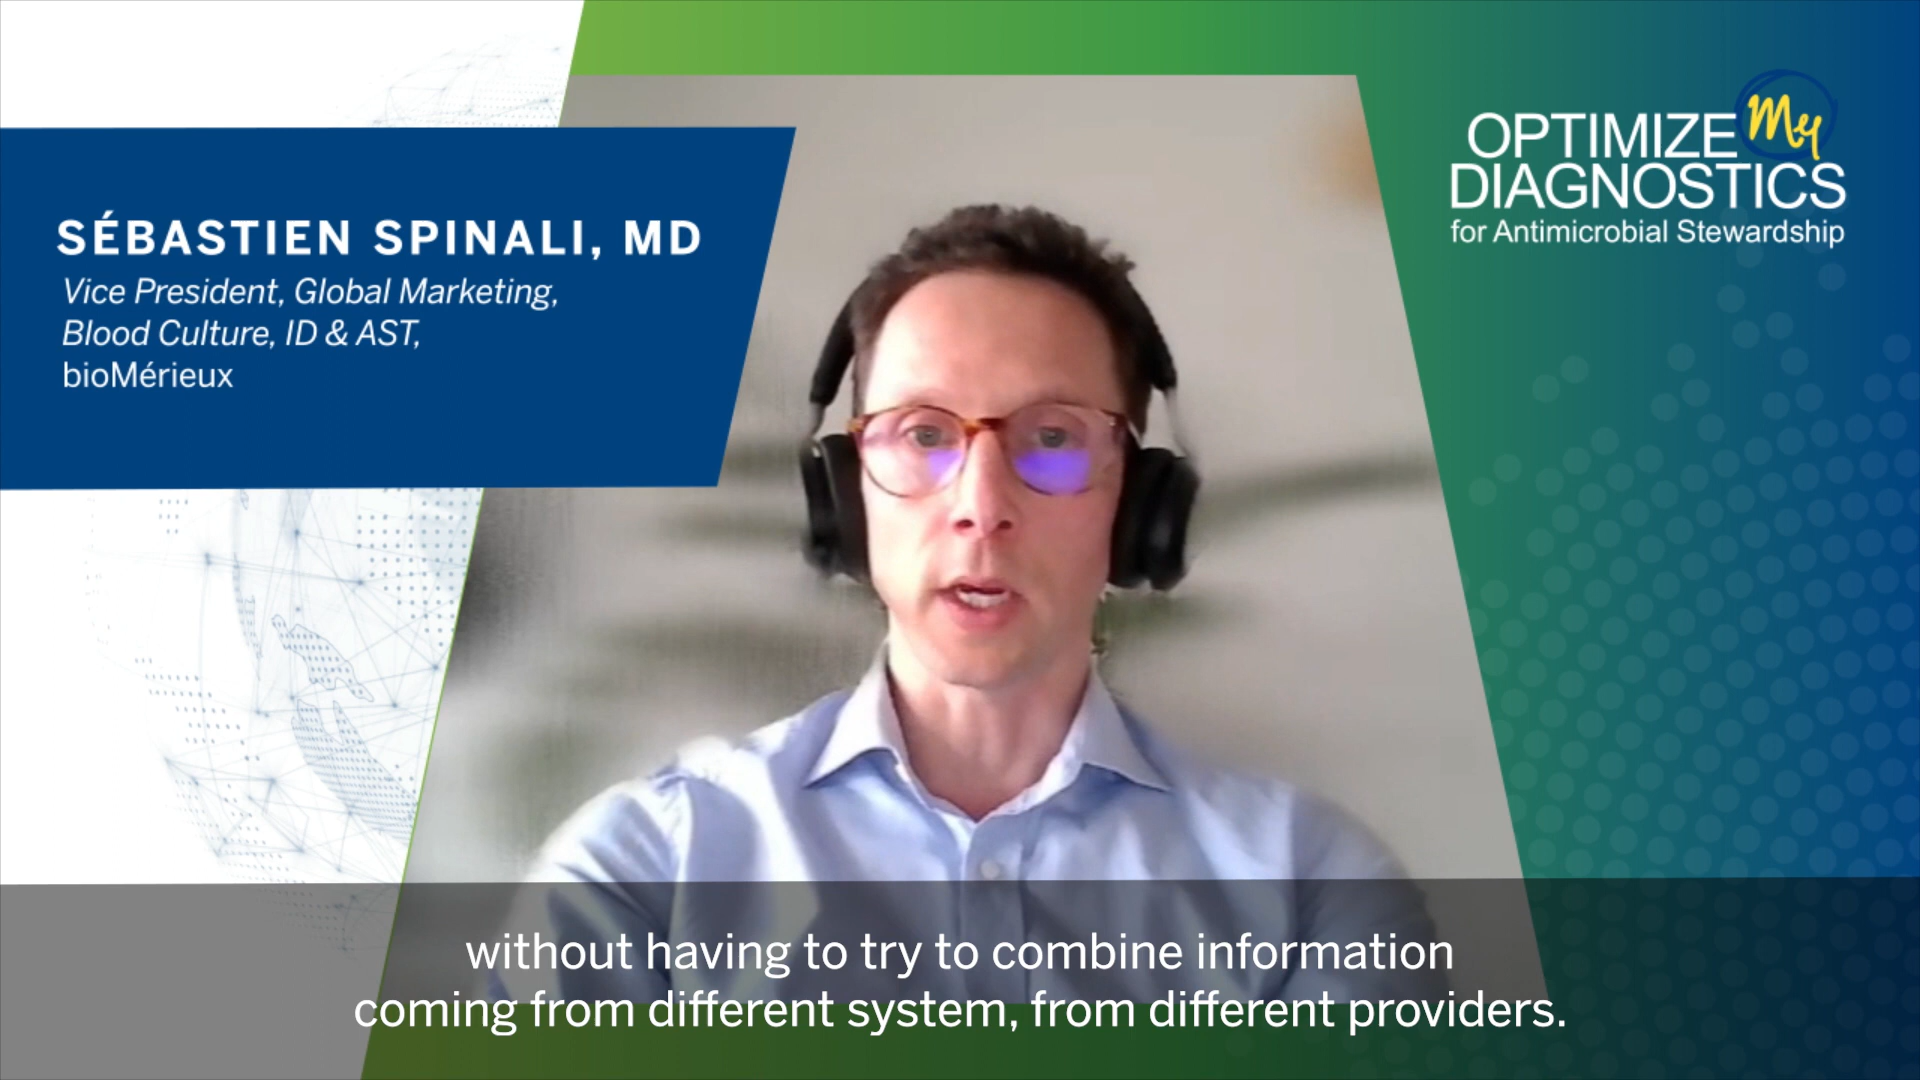 SÉBASTIEN SPINALI, MD
Vice President, Global Marketing,
Blood Culture, ID & AST,
bioMérieux
OPTIMIZE My
DIAGNOSTICS
for Antimicrobial Stewardship
without having to try to combine information
coming from different system, from different providers.